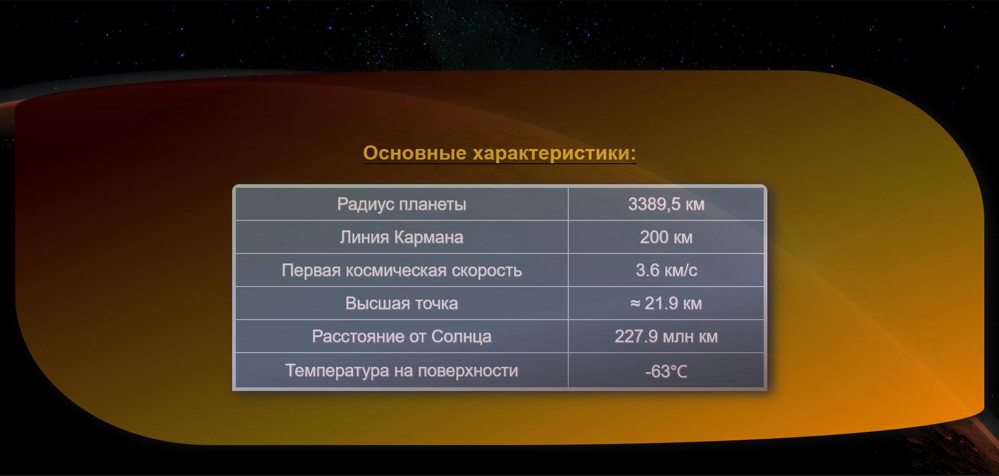 Основные характеристики:
Радиус планеты 3389,5 км
Линия Кармана 200 км
Первая космическая скорость 3.6 км/с
Высшая точка ≈ 21.9 км
Расстояние от Солнца 227.9 млн км
Температура на поверхности -63°C